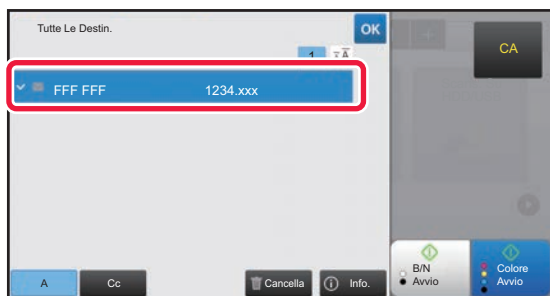 Tutte Le Destin.
OK
CA
1
FFF FFF 1234.xxx
A
Cc
Cancella
Info.
B/N
Avvio
Colore
Avvio